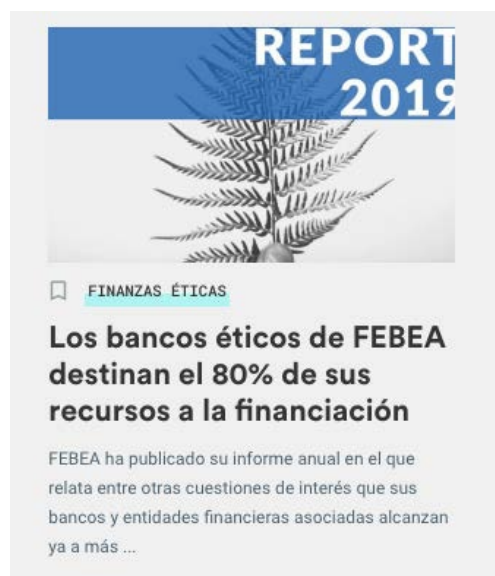 REPORT
2019
FINANZAS ÉTICAS
Los bancos éticos de FEBEA
destinan el 80% de sus
recursos a la financiación
FEBEA ha publicado su informe anual en el que
relata entre otras cuestiones de interés que sus
bancos y entidades financieras asociadas alcanzan
ya a más ...